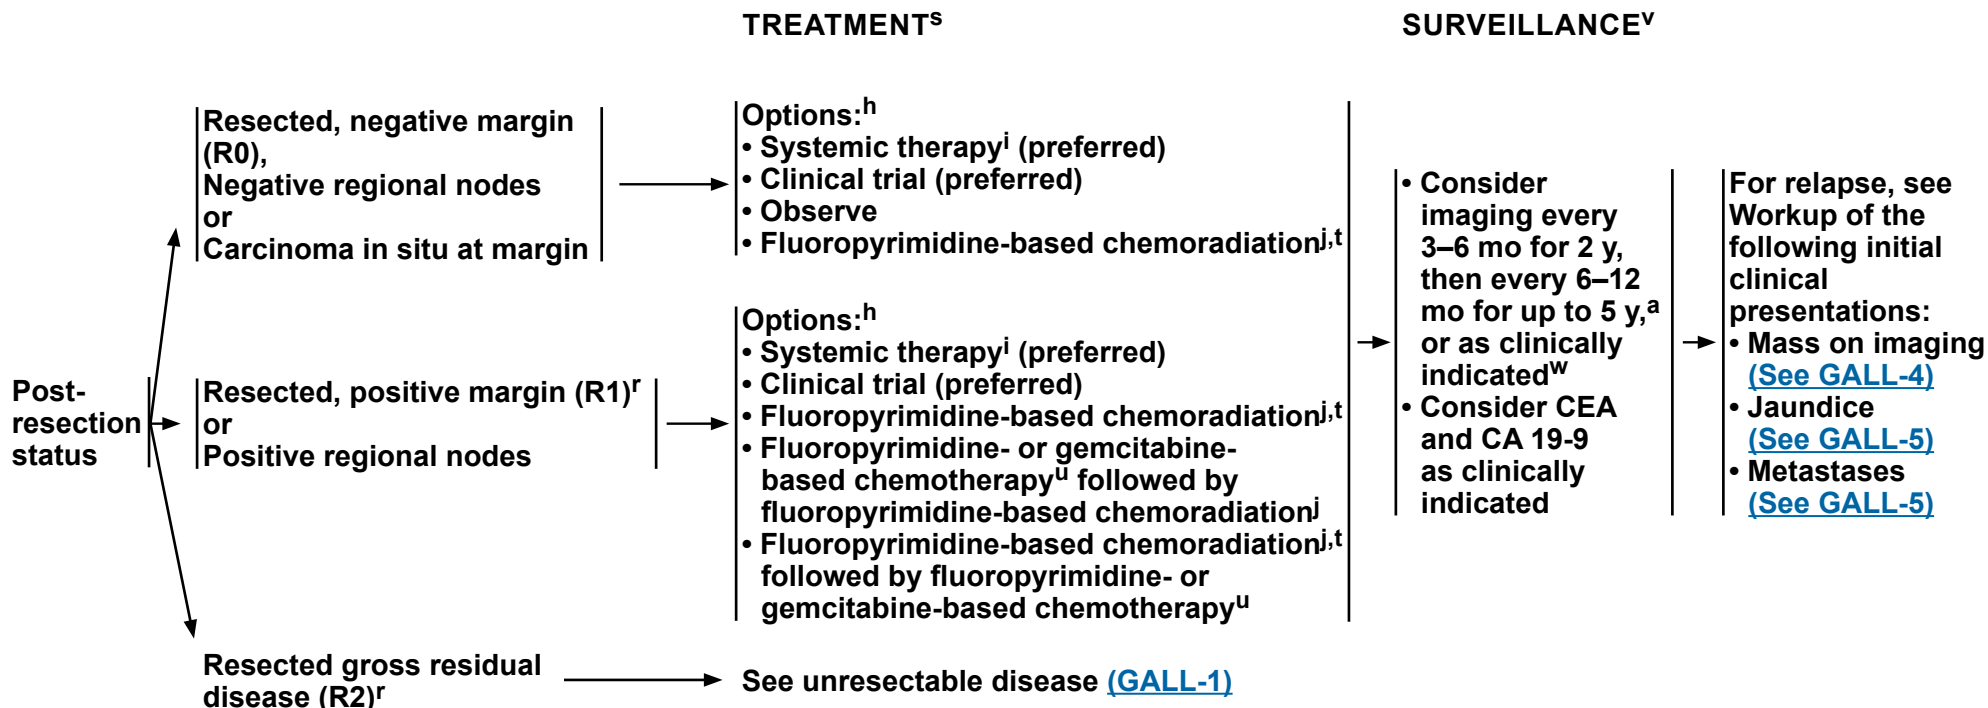 TREATMENTs
SURVEILLANCEv
Post-
resection
status
Resected, negative margin
(R0),
Negative regional nodes
or
Carcinoma in situ at margin
Options:h
• Systemic therapyi (preferred)
• Clinical trial (preferred)
• Observe
• Fluoropyrimidine-based chemoradiationj,t
Resected, positive margin (R1)r
or
Positive regional nodes
Options:h
• Systemic therapyi (preferred)
• Clinical trial (preferred)
• Fluoropyrimidine-based chemoradiationj,t
• Fluoropyrimidine- or gemcitabine-
based chemotherapyu followed by
fluoropyrimidine-based chemoradiationj
• Fluoropyrimidine-based chemoradiationj,t
followed by fluoropyrimidine- or
gemcitabine-based chemotherapyu
Resected gross residual
disease (R2)r
See unresectable disease (GALL-1)
• Consider
imaging every
3–6 mo for 2 y,
then every 6–12
mo for up to 5 y,a
or as clinically
indicatedw
• Consider CEA
and CA 19-9
as clinically
indicated
For relapse, see
Workup of the
following initial
clinical
presentations:
• Mass on imaging
(See GALL-4)
• Jaundice
(See GALL-5)
• Metastases
(See GALL-5)